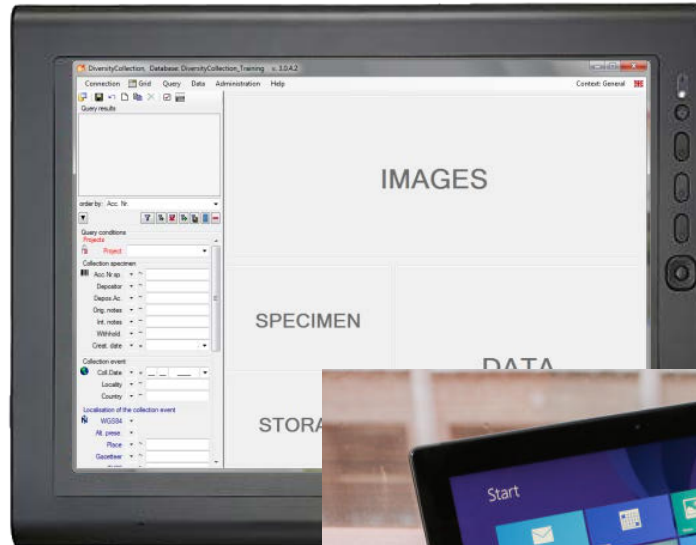 DiversityCollection, Database: DiversityCollection_Training v. 3.0.4.2
Connection Grid Query Data Administration Help Context: General
Query results
order by: Acc. Nr.
Query conditions
Projects
Project
Collection specimen
Acc.Nr.sp.
Depositor
Depos.Ac.
Orig. notes
Int. notes
Withhold.
Creat. date
Collection event
Coll.Date
Locality
Country
Localisation of the collection event
WGS84
Alt. prese.
Place
Gazetteer
IMAGES
SPECIMEN
DATA
STORA
Start